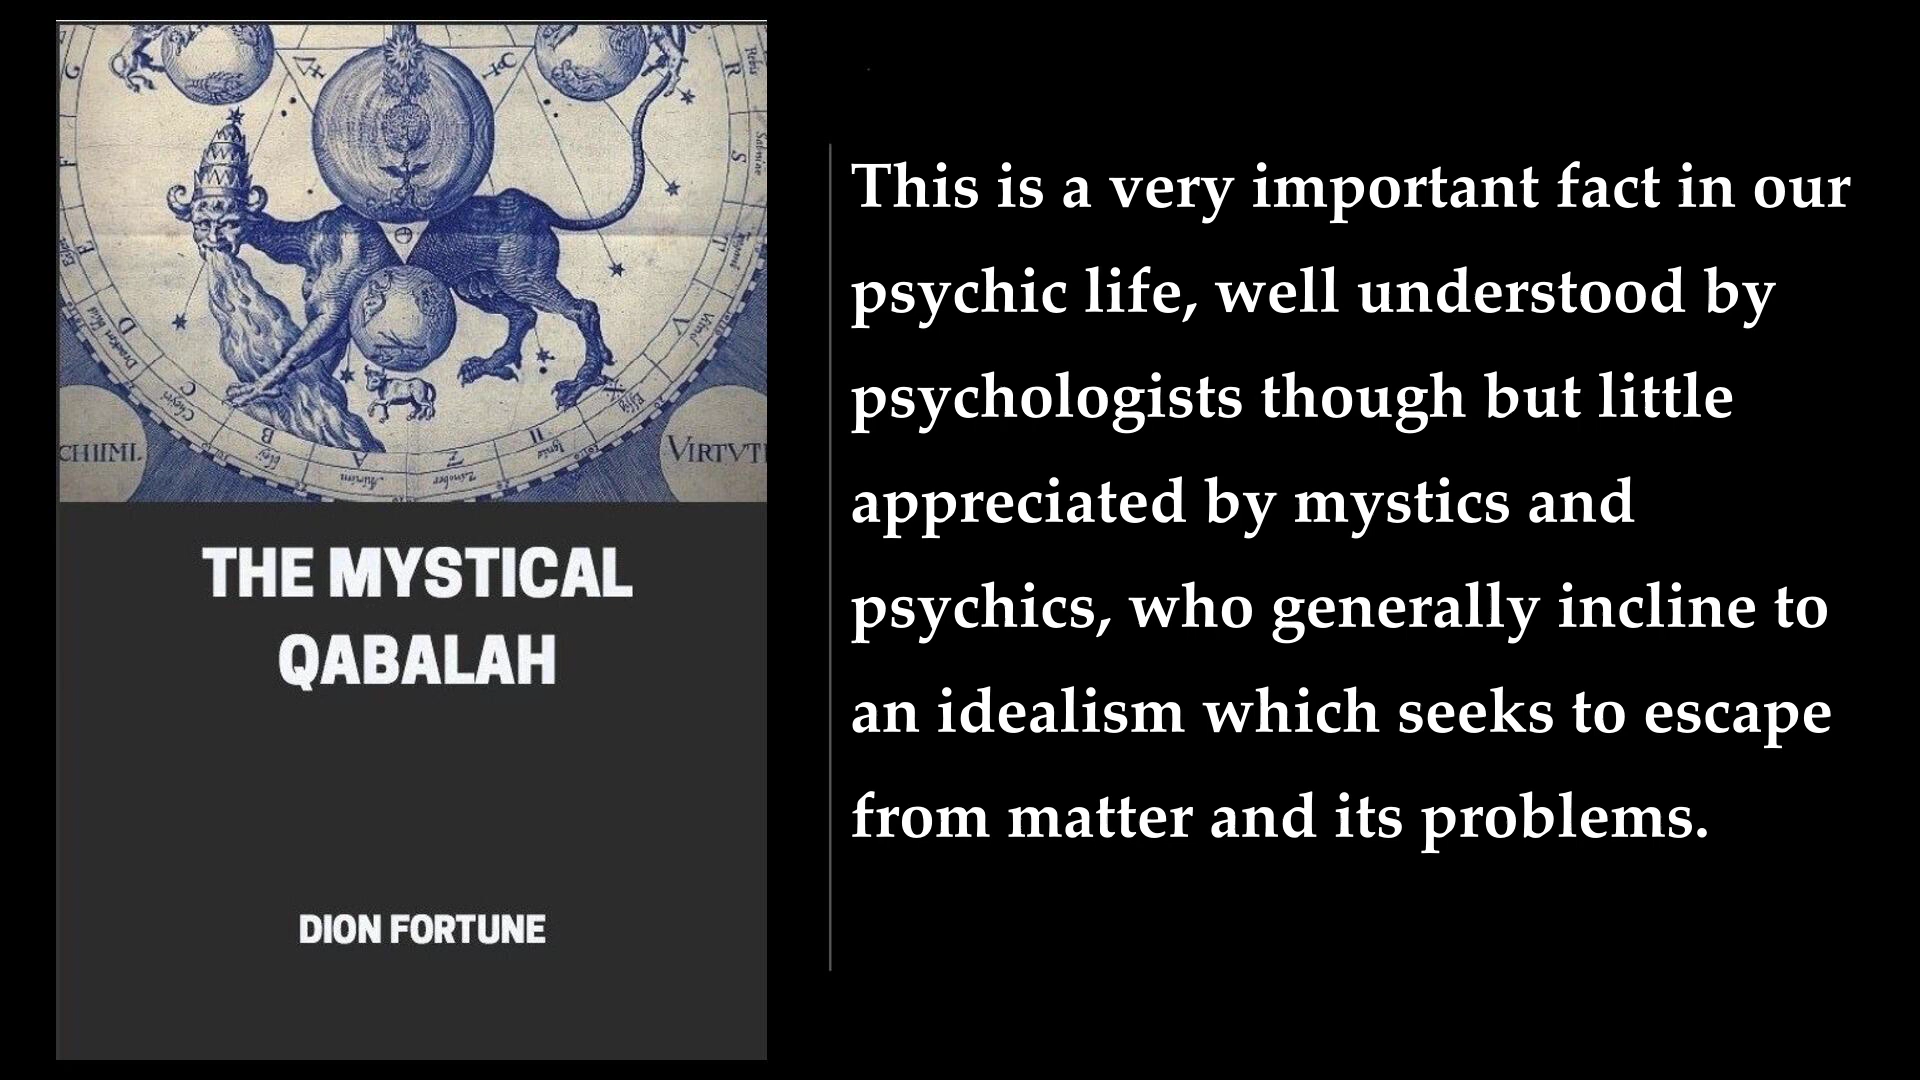 CHIIMI.
VIRTVTI
THE MYSTICAL
QABALAH
DION FORTUNE
This is a very important fact in our
psychic life, well understood by
psychologists though but little
appreciated by mystics and
psychics, who generally incline to
an idealism which seeks to escape
from matter and its problems.